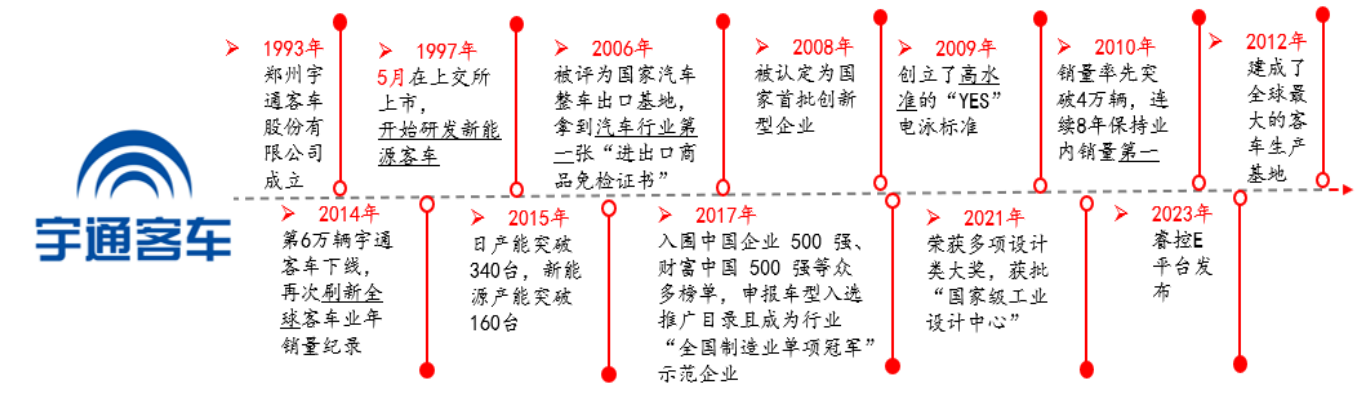 宇通客车
1993年
郑州宇
通客车
股份有
限公司
成立
1997年
5月在上交所
上市，
开始研发新能
源客车
2006年
被评为国家汽车
整车出口基地，
拿到汽车行业第
一张“进出口商
品免检证书”
2008年
被认定为国
家首批创新
型企业
2009年
创立了高水
准的“YES”
电泳标准
2010年
销量率先突
破4万辆，连
续8年保持业
内销量第一
2012年
建成了
全球最
大的客
车生产
基地
2014年
第6万辆宇通
客车下线，
再次刷新全
球客车业年
销量纪录
2015年
日产能突破
340台，新能
源产能突破
160台
2017年
入围中国企业 500 强、
财富中国 500 强等众
多榜单，申报车型入选
推广目录且成为行业
“全国制造业单项冠军”
示范企业
2021年
荣获多项设计
类大奖，获批
“国家级工业
设计中心”
2023年
睿控E
平台发
布